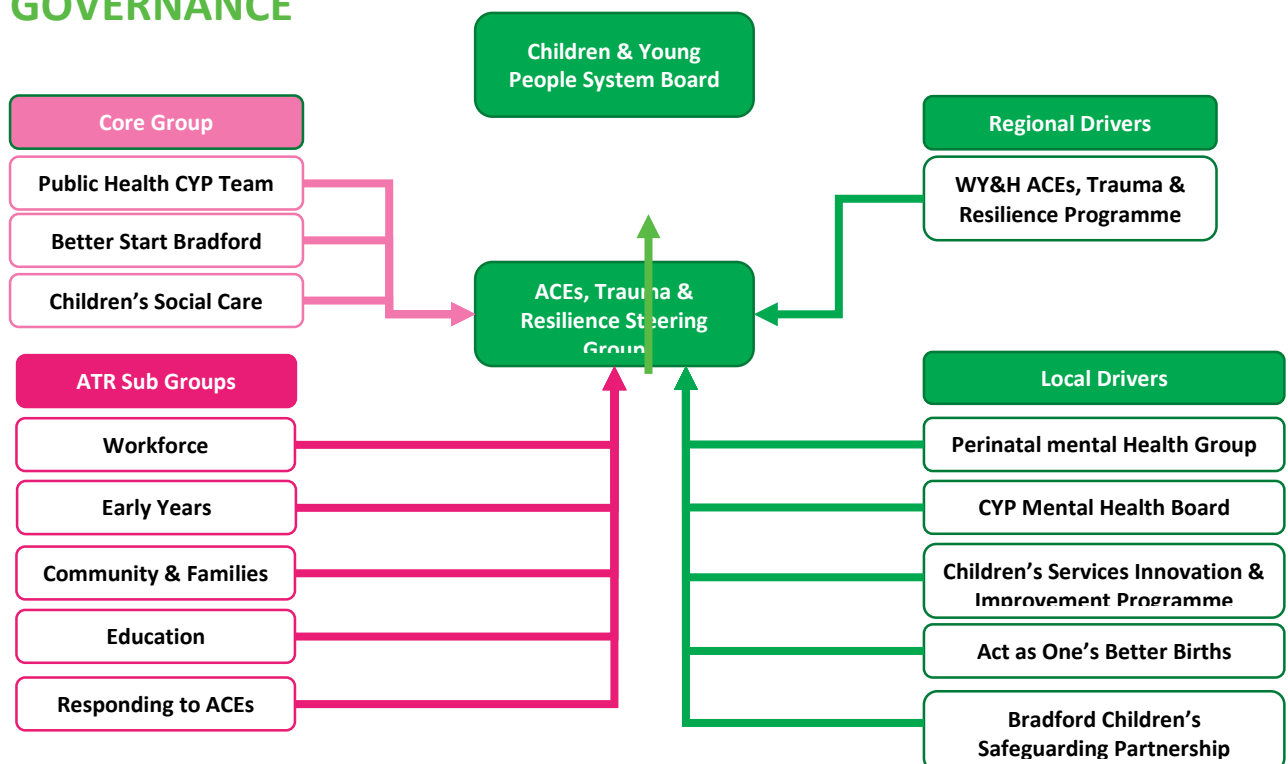 GOVERNANCE
Children & Young
People System Board
Core Group
Public Health CYP Team
Better Start Bradford
Children's Social Care
Regional Drivers
WY&H ACEs, Trauma &
Resilience Programme
ACEs, Trauma &
Resilience Steering
Group
ATR Sub Groups
Workforce
Early Years
Community & Families
Education
Responding to ACEs
Local Drivers
Perinatal mental Health Group
CYP Mental Health Board
Children's Services Innovation &
Improvement Programme
Act as One's Better Births
Bradford Children's
Safeguarding Partnership